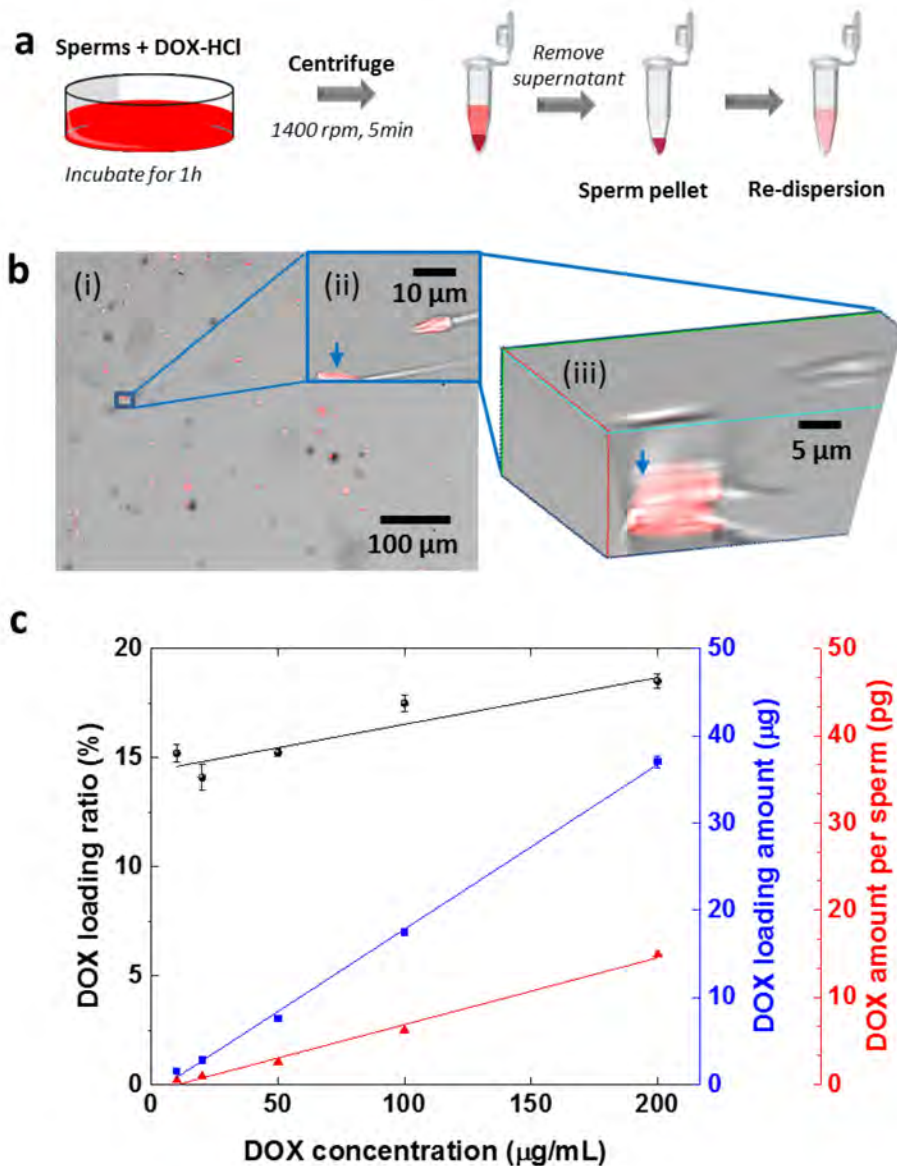 a
Sperms + DOX-HCl
Incubate for 1h
Centrifuge
1400 rpm, 5min
Remove
supernatant
Sperm pellet
Re-dispersion
b
(i)
100 µm
(ii)
10 µm
(iii)
5 µm
c
DOX loading ratio (%)
20
15
10
5
0
0
50
100
150
200
DOX concentration (µg/mL)
50
40
30
20
10
0
DOX loading amount (µg)
50
40
30
20
10
0
DOX amount per sperm (pg)